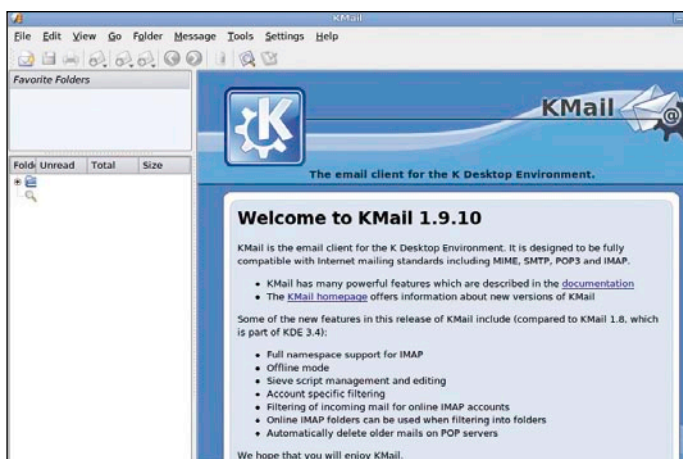 KMail
File Edit View Go Folder Message Tools Settings Help
Favorite Folders
Fold Unread Total Size
KMail
@
The email client for the K Desktop Environment.
Welcome to KMail 1.9.10
KMail is the email client for the K Desktop Environment. It is designed to be fully
compatible with Internet mailing standards including MIME, SMTP, POP3 and IMAP.
• KMail has many powerful features which are described in the documentation
• The KMail homepage offers information about new versions of KMail
Some of the new features in this release of KMail include (compared to KMail 1.8, which
is part of KDE 3.4):
• Full namespace support for IMAP
• Offline mode
• Sieve script management and editing
• Account specific filtering
• Filtering of incoming mail for online IMAP accounts
• Online IMAP folders can be used when filtering into folders
• Automatically delete older mails on POP servers
We hope that you will enjoy KMail.